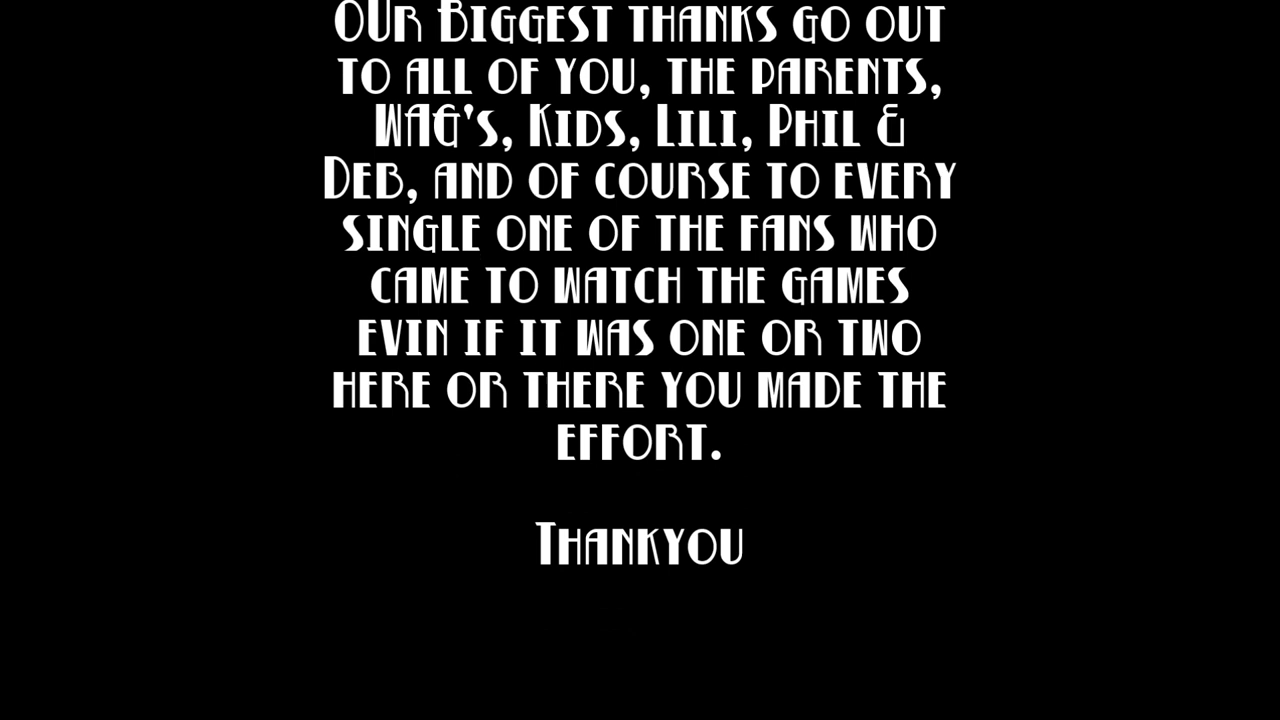 Our Biggest thanks go out
to all of you, the parents,
WAG's, Kids, Lili, Phil &
Deb, and of course to every
single one of the fans who
came to watch the games
evin if it was one or two
here or there you made the
effort.
Thankyou